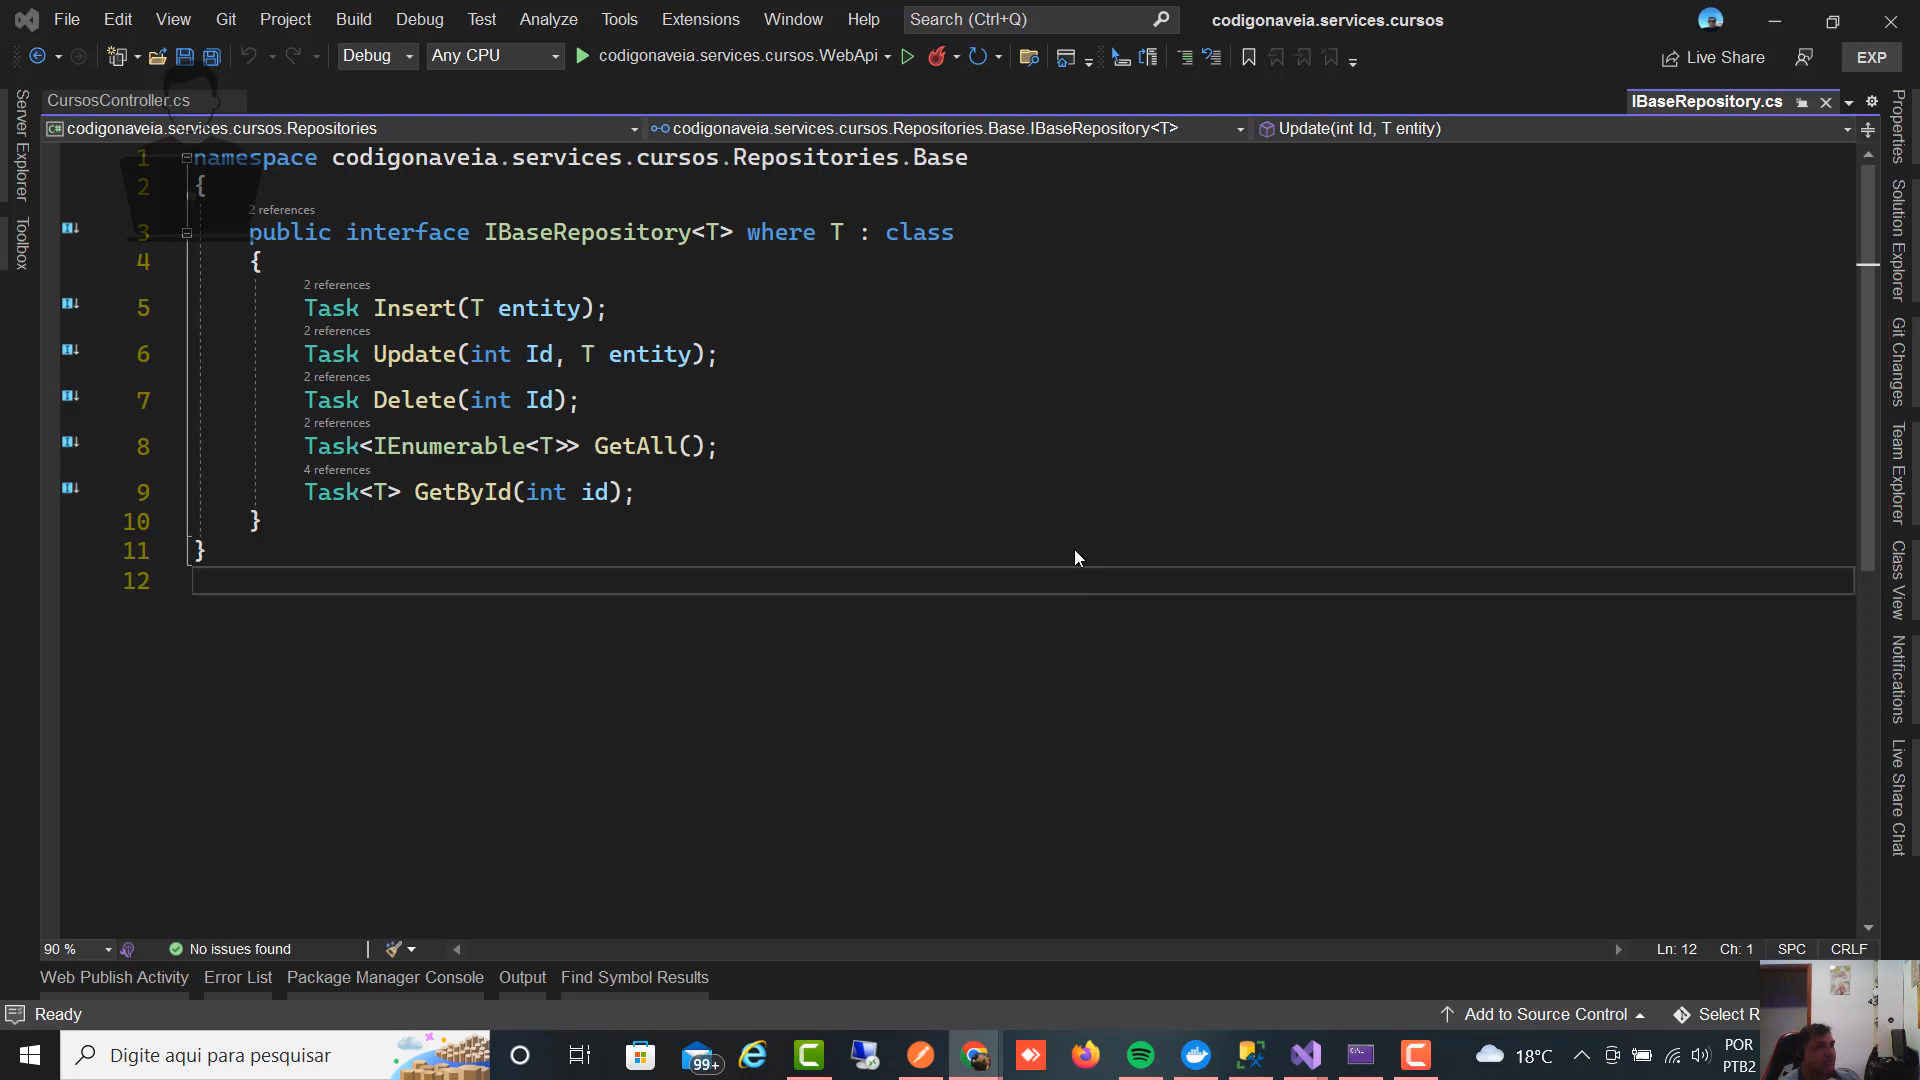 File Edit View Git Project Build Debug Test Analyze Tools Extensions Window Help Search (Ctrl+Q) codigonaveia.services.cursos
Debug Any CPU codigonaveia.services.cursos.WebApi Live Share EXP
CursosController.cs IBaseRepository.cs
C# codigonaveia.services.cursos.Repositories codigonaveia.services.cursos.Repositories.Base.IBaseRepository<T> Update(int Id, T entity)
Server Explorer
Toolbox
1 namespace codigonaveia.services.cursos.Repositories.Base
2 {
2 references
3 public interface IBaseRepository<T> where T : class
4 {
2 references
5 Task Insert(T entity);
2 references
6 Task Update(int Id, T entity);
2 references
7 Task Delete(int Id);
2 references
8 Task<IEnumerable<T>> GetAll();
4 references
9 Task<T> GetById(int id);
10 }
11 }
12
Properties
Solution Explorer
Git Changes
Team Explorer
Class View
Notifications
Live Share Chat
90 % No issues found Ln: 12 Ch: 1 SPC CRLF
Web Publish Activity Error List Package Manager Console Output Find Symbol Results
Ready Add to Source Control Select R
Digite aqui para pesquisar 99+ 18°C POR
PTB2